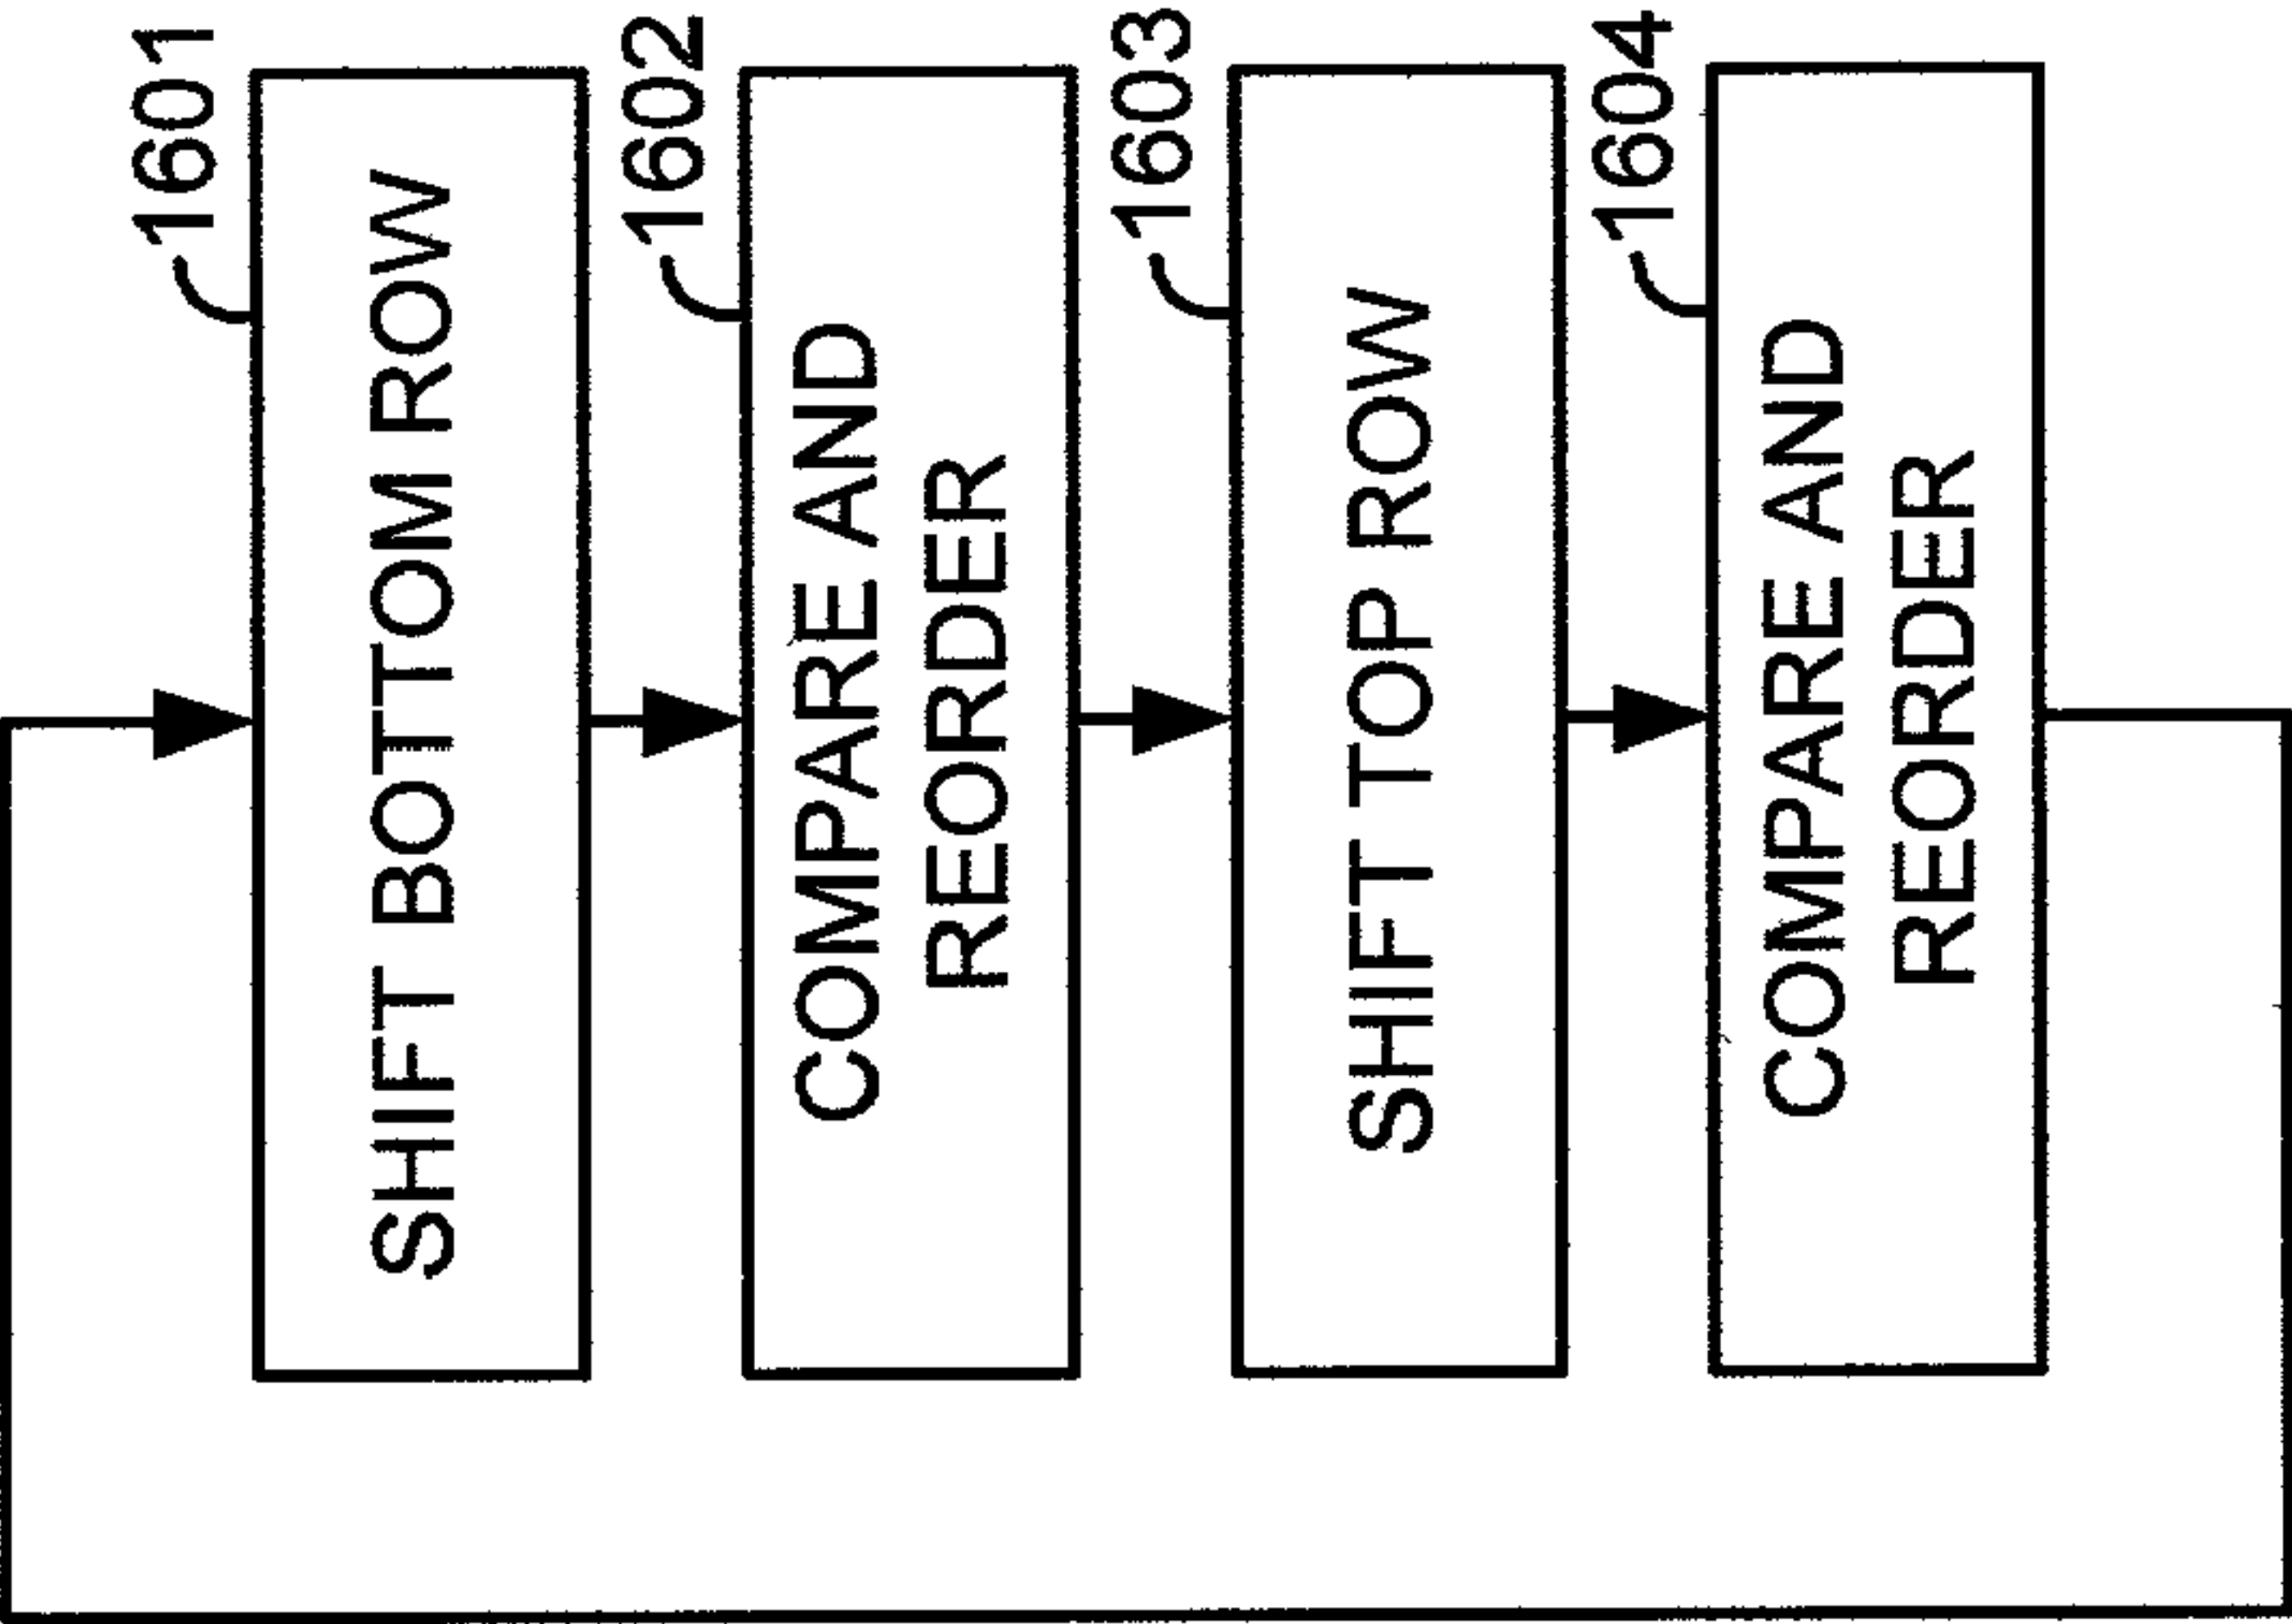 1601
SHIFT BOTTOM ROW
1602
COMPARE AND
REORDER
1603
SHIFT TOP ROW
1604
COMPARE AND
REORDER